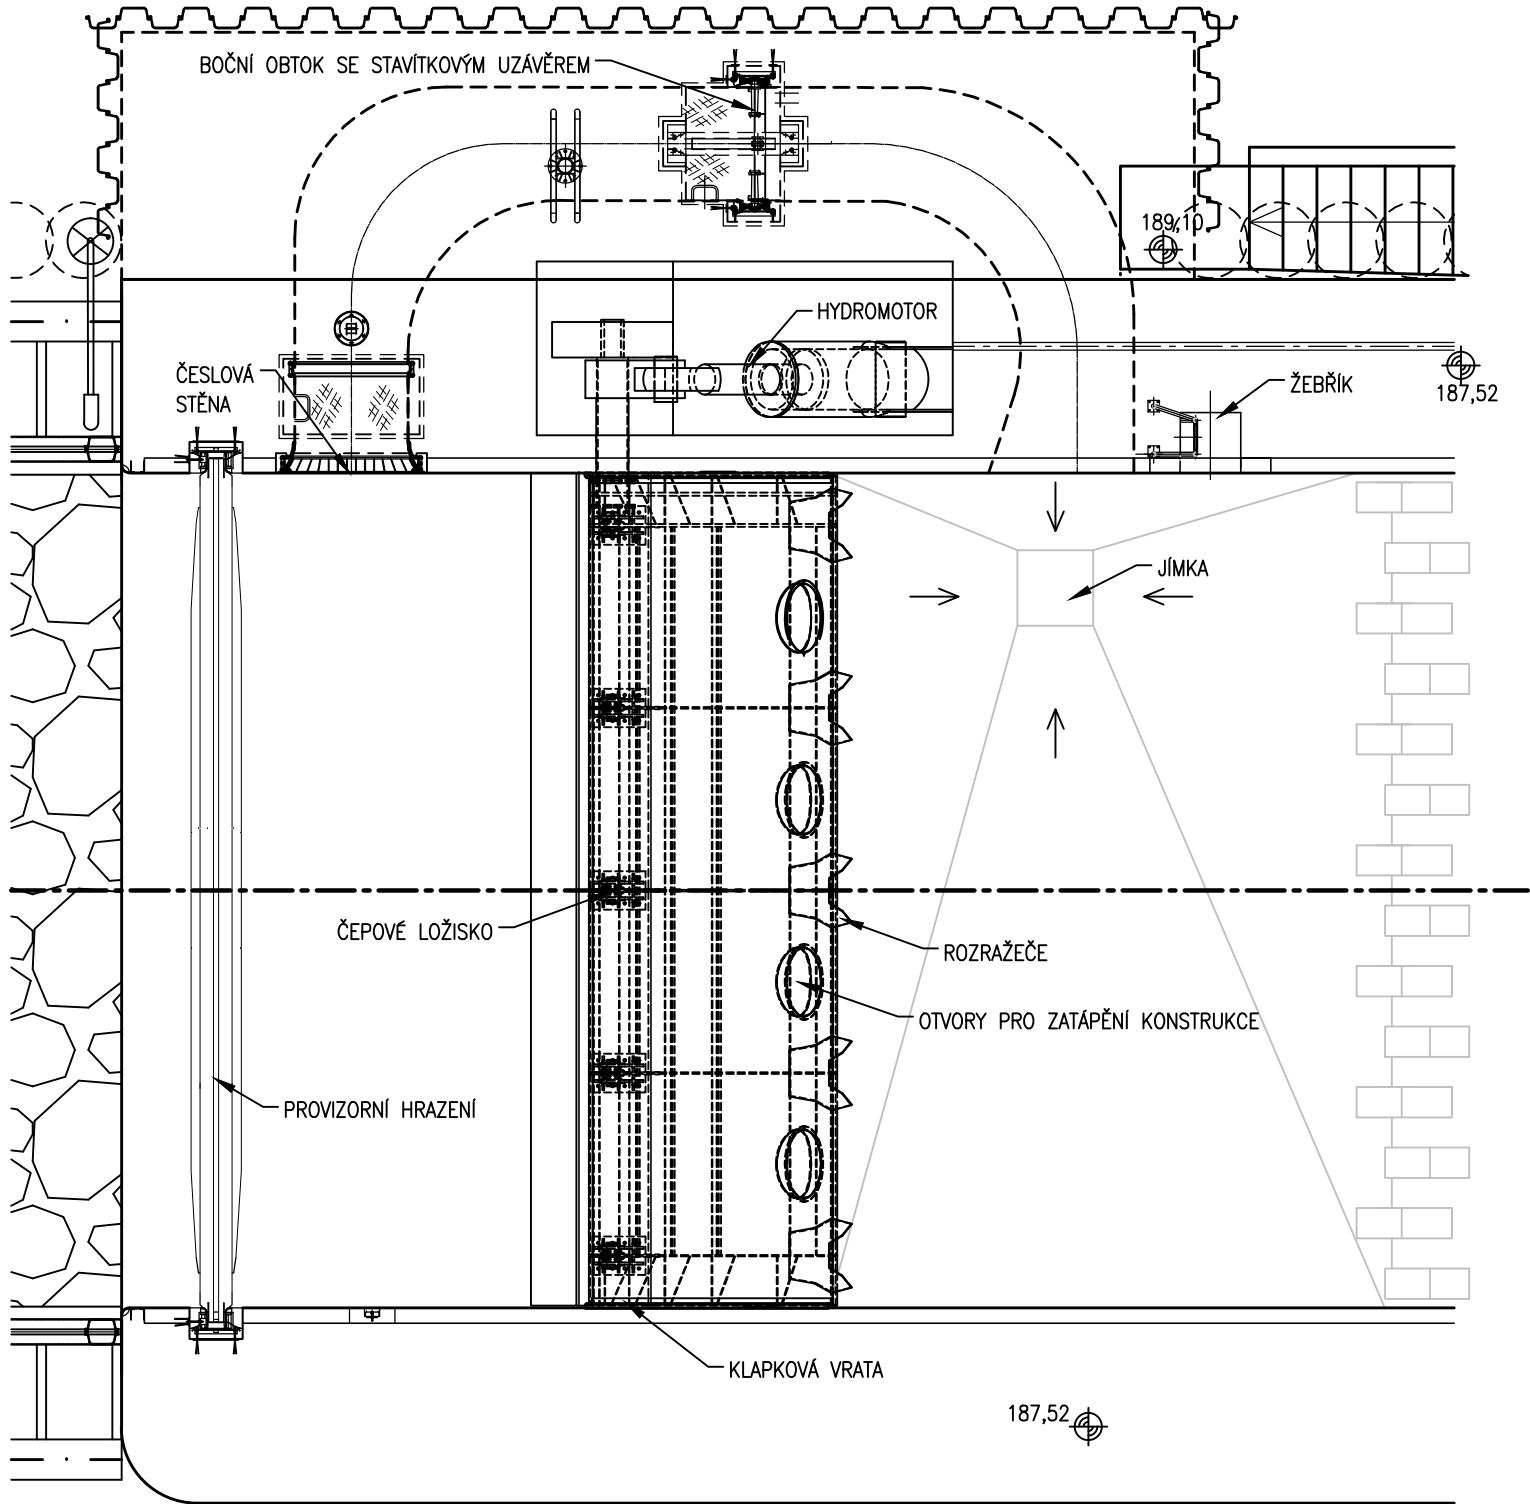 BOČNÍ OBTOK SE STAVÍTKOVÝM UZÁVĚREM
189,10
HYDROMOTOR
ČESLOVÁ
STĚNA
ŽEBŘÍK
187,52
JÍMKA
ČEPOVÉ LOŽISKO
ROZRAŽEČE
OTVORY PRO ZATÁPĚNÍ KONSTRUKCE
PROVIZORNÍ HRAZENÍ
KLAPKOVÁ VRATA
187,52